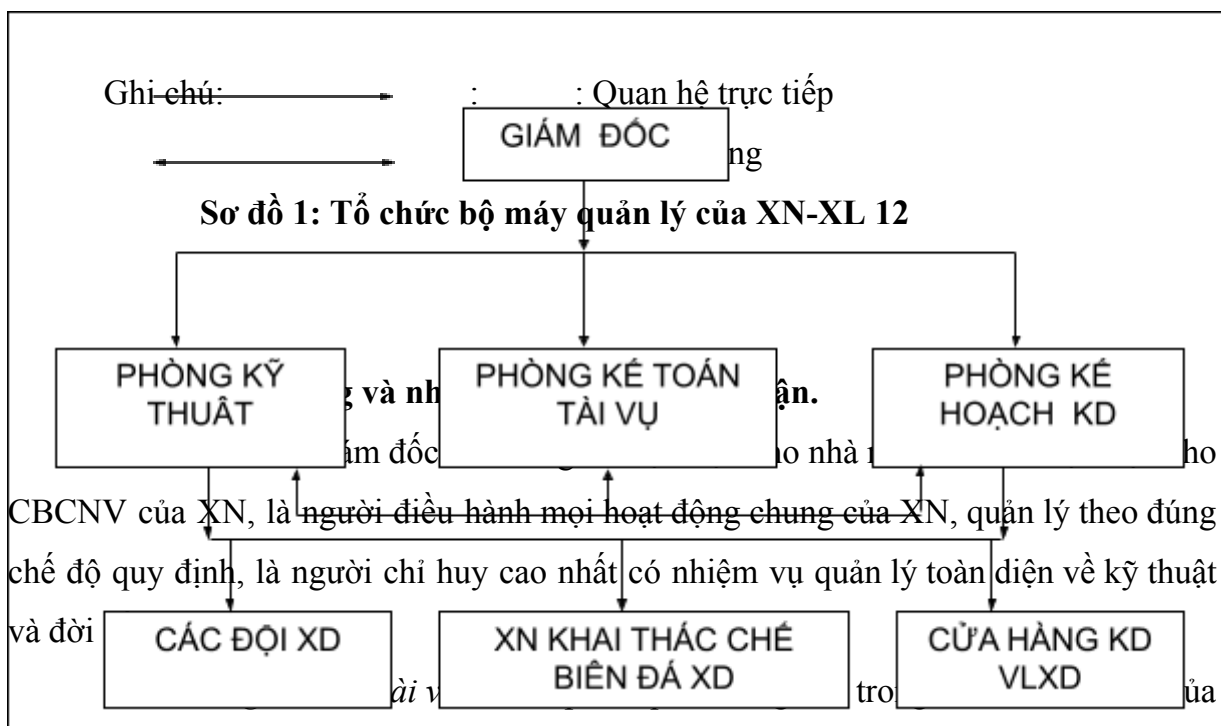 Ghi chú: : : Quan hệ trực tiếp
GIÁM ĐỐC
ng
Sơ đồ 1: Tổ chức bộ máy quản lý của XN-XL 12
PHÒNG KỸ THUÂT
PHÒNG KẾ TOÁN TÀI VỤ
PHÒNG KẾ HOẠCH KD
g và nh ận.
ám đốc ho nhà ho
CBCNV của XN, là người điều hành mọi hoạt động chung của XN, quản lý theo đúng
chế độ quy định, là người chỉ huy cao nhất có nhiệm vụ quản lý toàn diện về kỹ thuật
và đời
CÁC ĐỘI XD
XN KHAI THÁC CHẾ BIÊN ĐÁ XD
CỬA HÀNG KD VLXD
ài v tron ủa